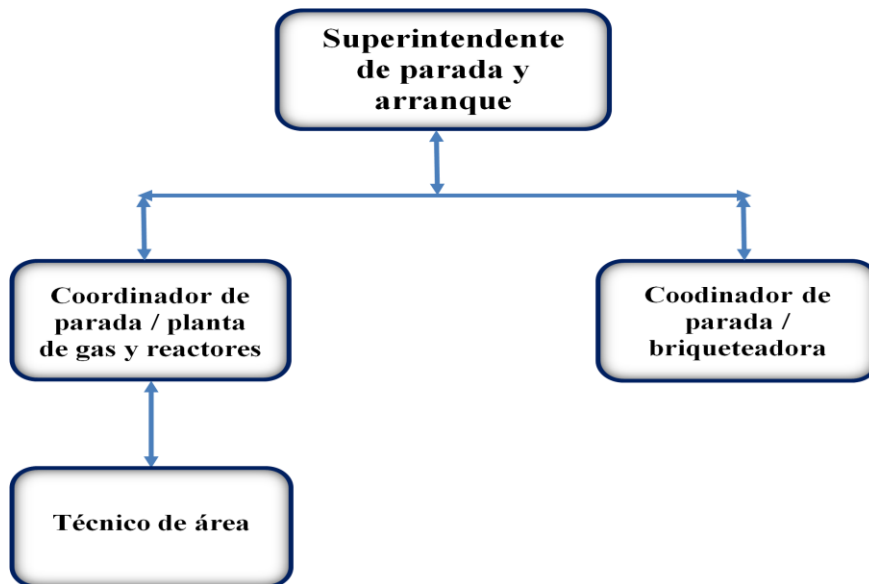 Superintendente
de parada y
arranque
Coordinador de
parada / planta
de gas y reactores
Coodinador de
parada /
briqueteadora
Técnico de área